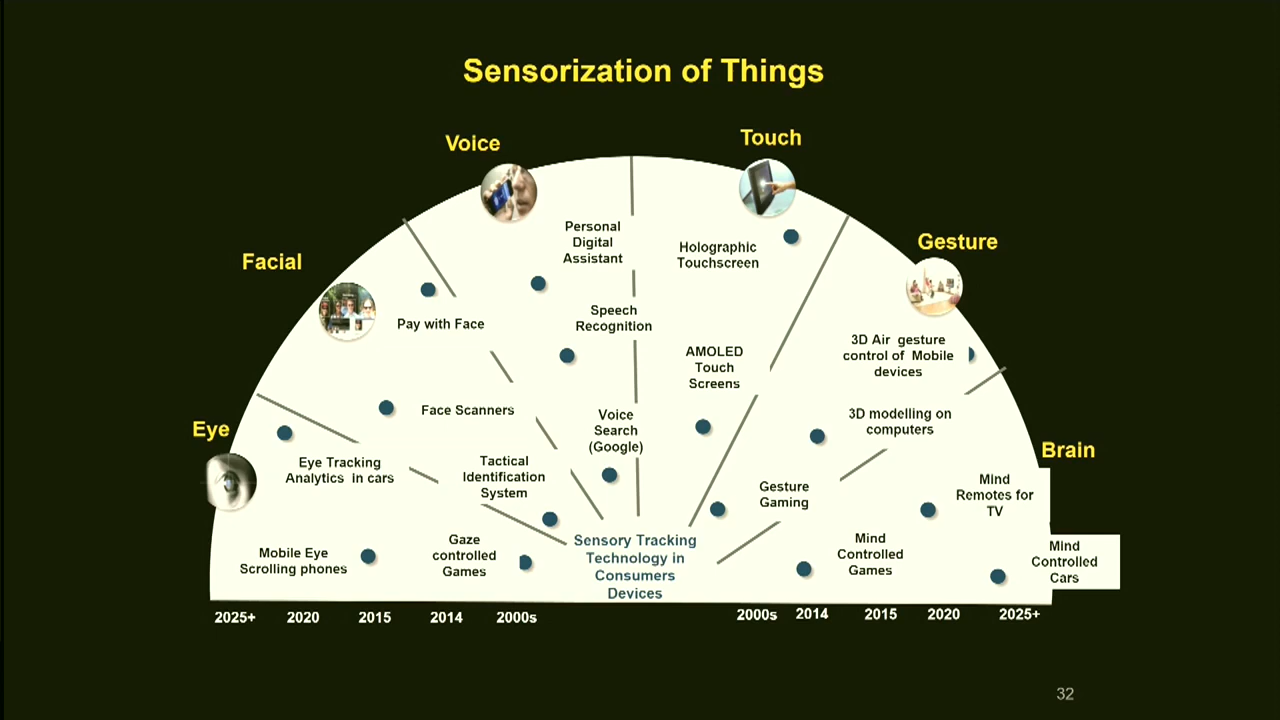 Sensorization of Things
Voice
Touch
Facial
Gesture
Eye
Brain
Personal
Digital
Assistant
Holographic
Touchscreen
Pay with Face
Speech
Recognition
AMOLED
Touch
Screens
3D Air gesture
control of Mobile
devices
Face Scanners
Voice
Search
(Google)
3D modelling on
computers
Eye Tracking
Analytics in cars
Tactical
Identification
System
Gesture
Gaming
Mind
Remotes for
TV
Mobile Eye
Scrolling phones
Gaze
controlled
Games
Sensory Tracking
Technology in
Consumers
Devices
Mind
Controlled
Games
Mind
Controlled
Cars
2025+ 2020 2015 2014 2000s 2000s 2014 2015 2020 2025+
32